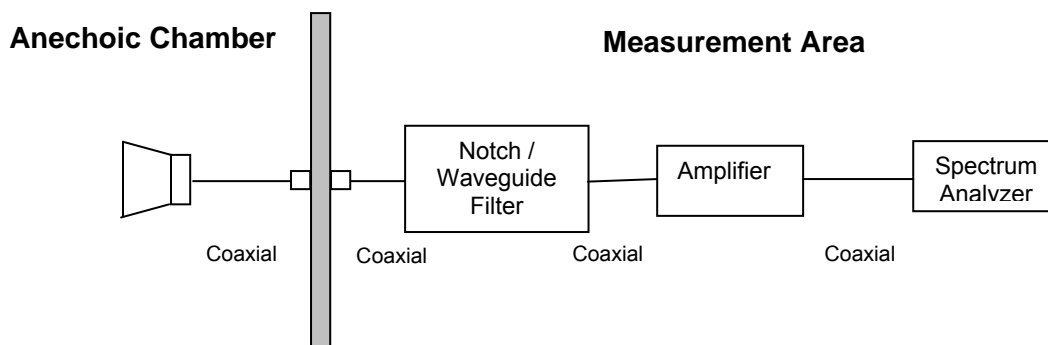 Anechoic Chamber
Measurement Area
Notch /
Waveguide
Filter
Amplifier
Spectrum
Analyzer
Coaxial
Coaxial
Coaxial
Coaxial